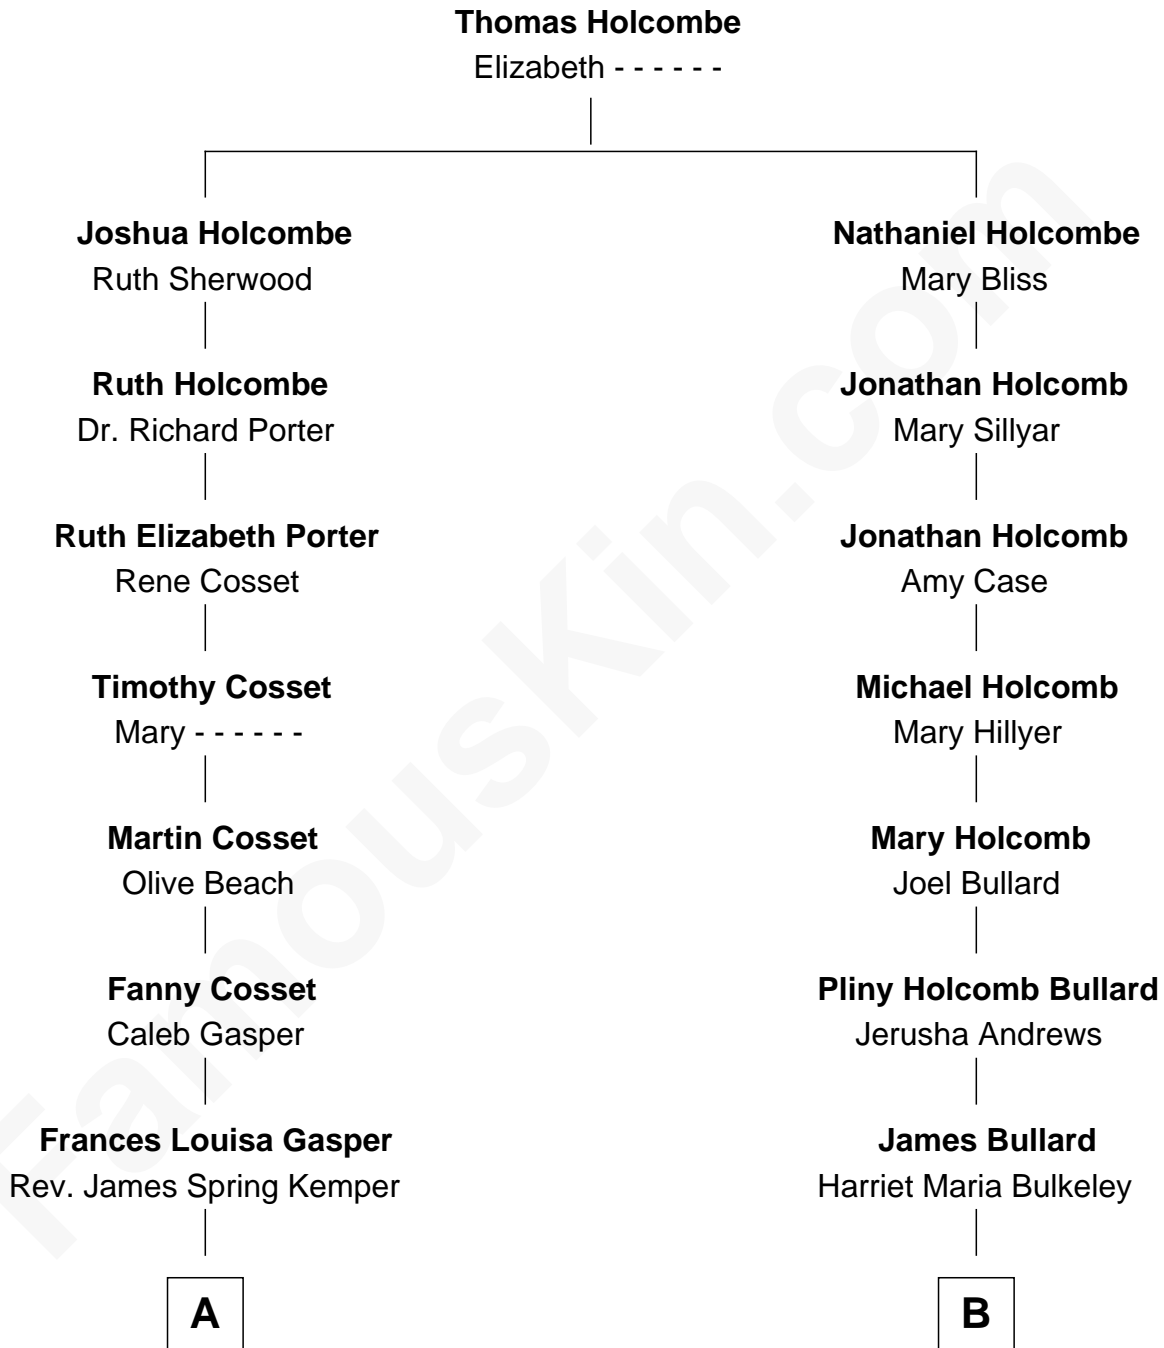 Thomas Holcombe
Elizabeth - - - - - -
Joshua Holcombe
Ruth Sherwood
Ruth Holcombe
Dr. Richard Porter
Ruth Elizabeth Porter
Rene Cosset
Timothy Cosset
Mary - - - - - -
Martin Cosset
Olive Beach
Fanny Cosset
Caleb Gasper
Frances Louisa Gasper
Rev. James Spring Kemper
A
Nathaniel Holcombe
Mary Bliss
Jonathan Holcomb
Mary Sillyar
Jonathan Holcomb
Amy Case
Michael Holcomb
Mary Hillyer
Mary Holcomb
Joel Bullard
Pliny Holcomb Bullard
Jerusha Andrews
James Bullard
Harriet Maria Bulkeley
B
FamousKin.com